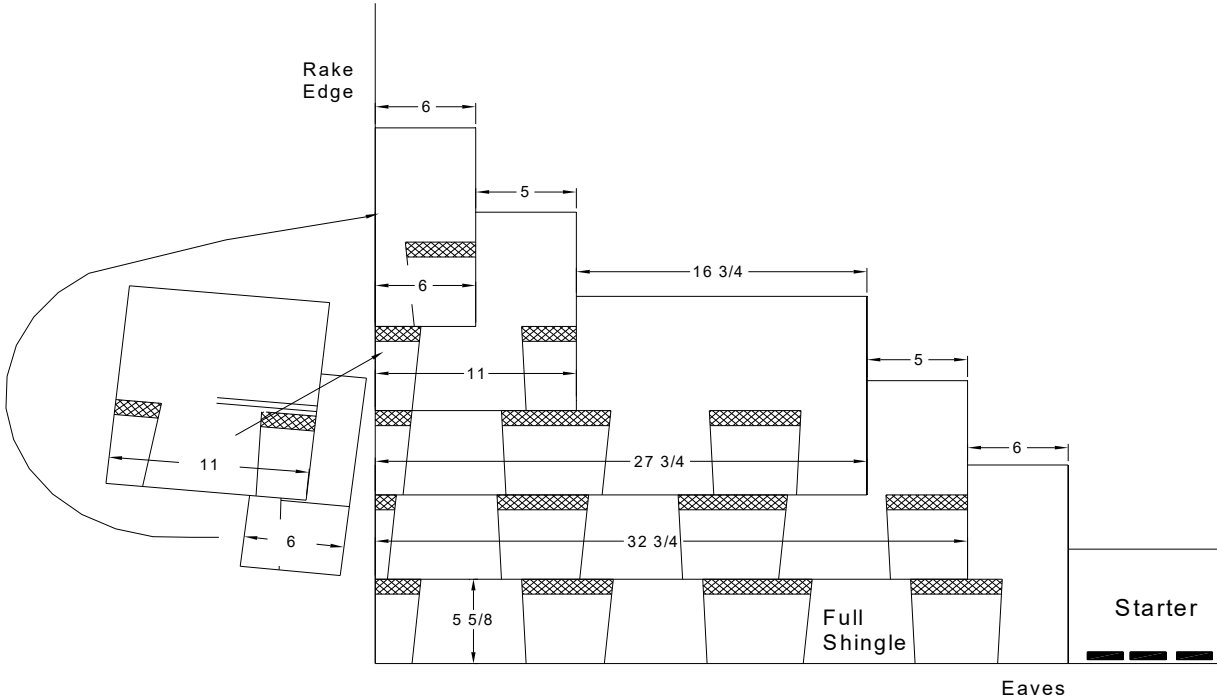 Rake
Edge
6
5
16 3/4
6
5
11
6
11
27 3/4
6
32 3/4
5 5/8
Full
Shingle
Starter
Eaves